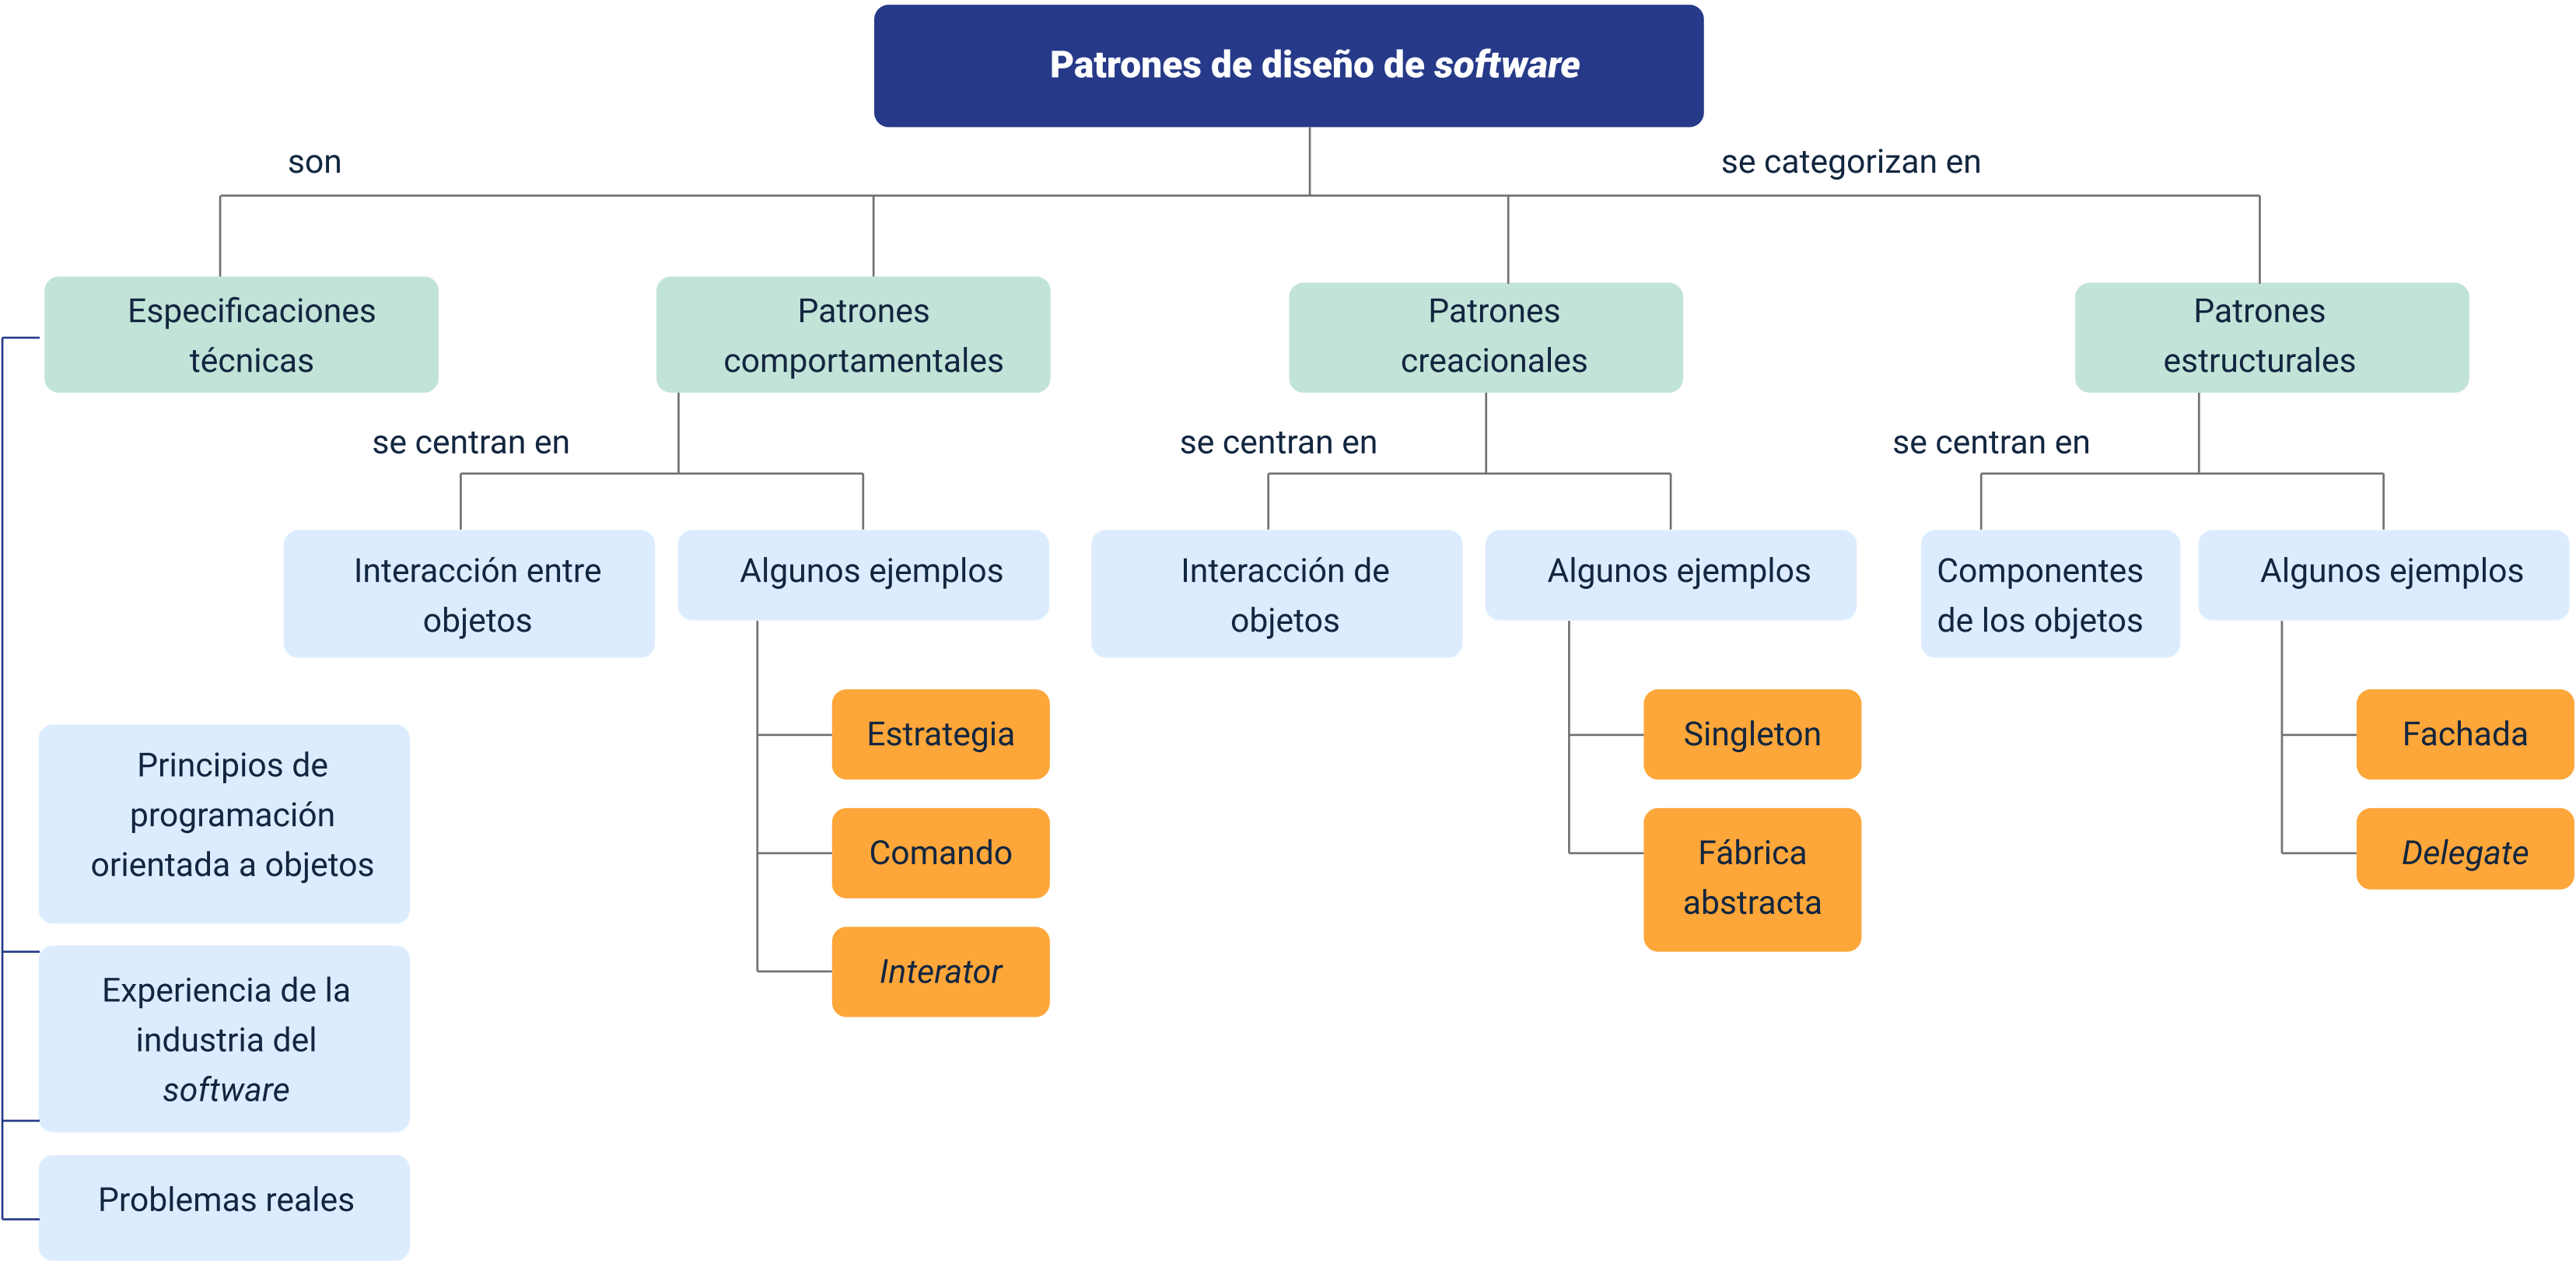 Patrones de diseño de software
son
se categorizan en
Especificaciones
técnicas
Patrones
comportamentales
Patrones
creacionales
Patrones
estructurales
se centran en
se centran en
se centran en
Interacción entre
objetos
Algunos ejemplos
Interacción de
objetos
Algunos ejemplos
Componentes
de los objetos
Algunos ejemplos
Estrategia
Comando
Interator
Singleton
Fábrica
abstracta
Fachada
Delegate
Principios de
programación
orientada a objetos
Experiencia de la
industria del
software
Problemas reales